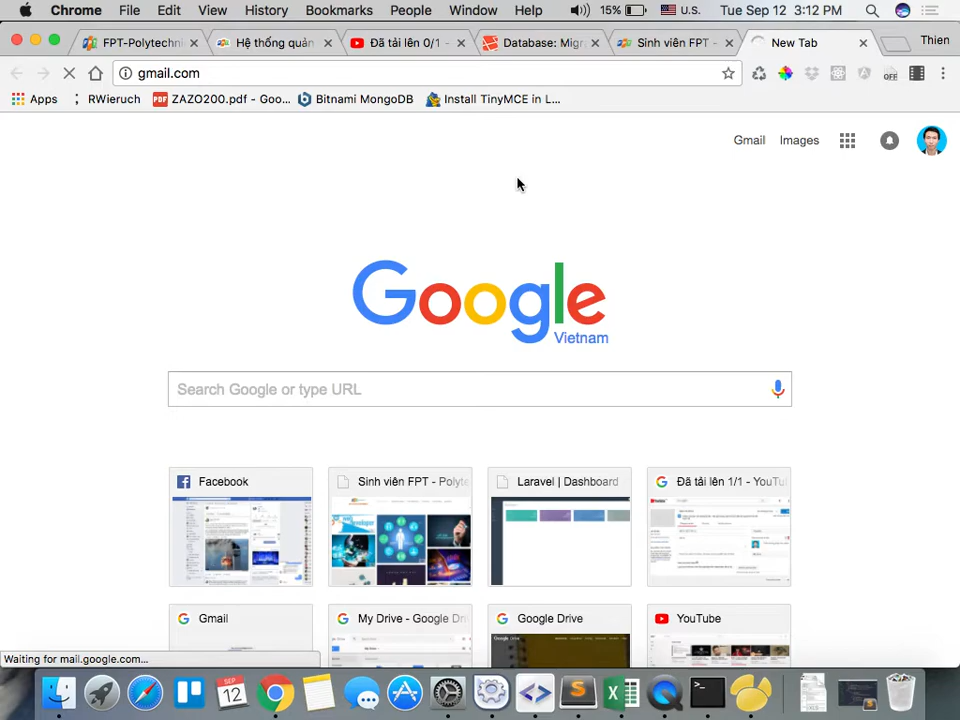 Chrome File Edit View History Bookmarks People Window Help 15% U.S. Tue Sep 12 3:12 PM
FPT-Polytechni Hệ thống quản Đã tải lên 0/1 - Database: Migr Sinh viên FPT - New Tab Thien
gmail.com OFF
Apps RWieruch ZAZO200.pdf - Goo... Bitnami MongoDB Install TinyMCE in L...
Gmail Images
Google
Vietnam
Search Google or type URL
Facebook Sinh viên FPT - Polyte Laravel | Dashboard Đã tải lên 1/1 - YouTu
Gmail My Drive - Google Dri Google Drive YouTube
Waiting for mail.google.com...
SEP
12